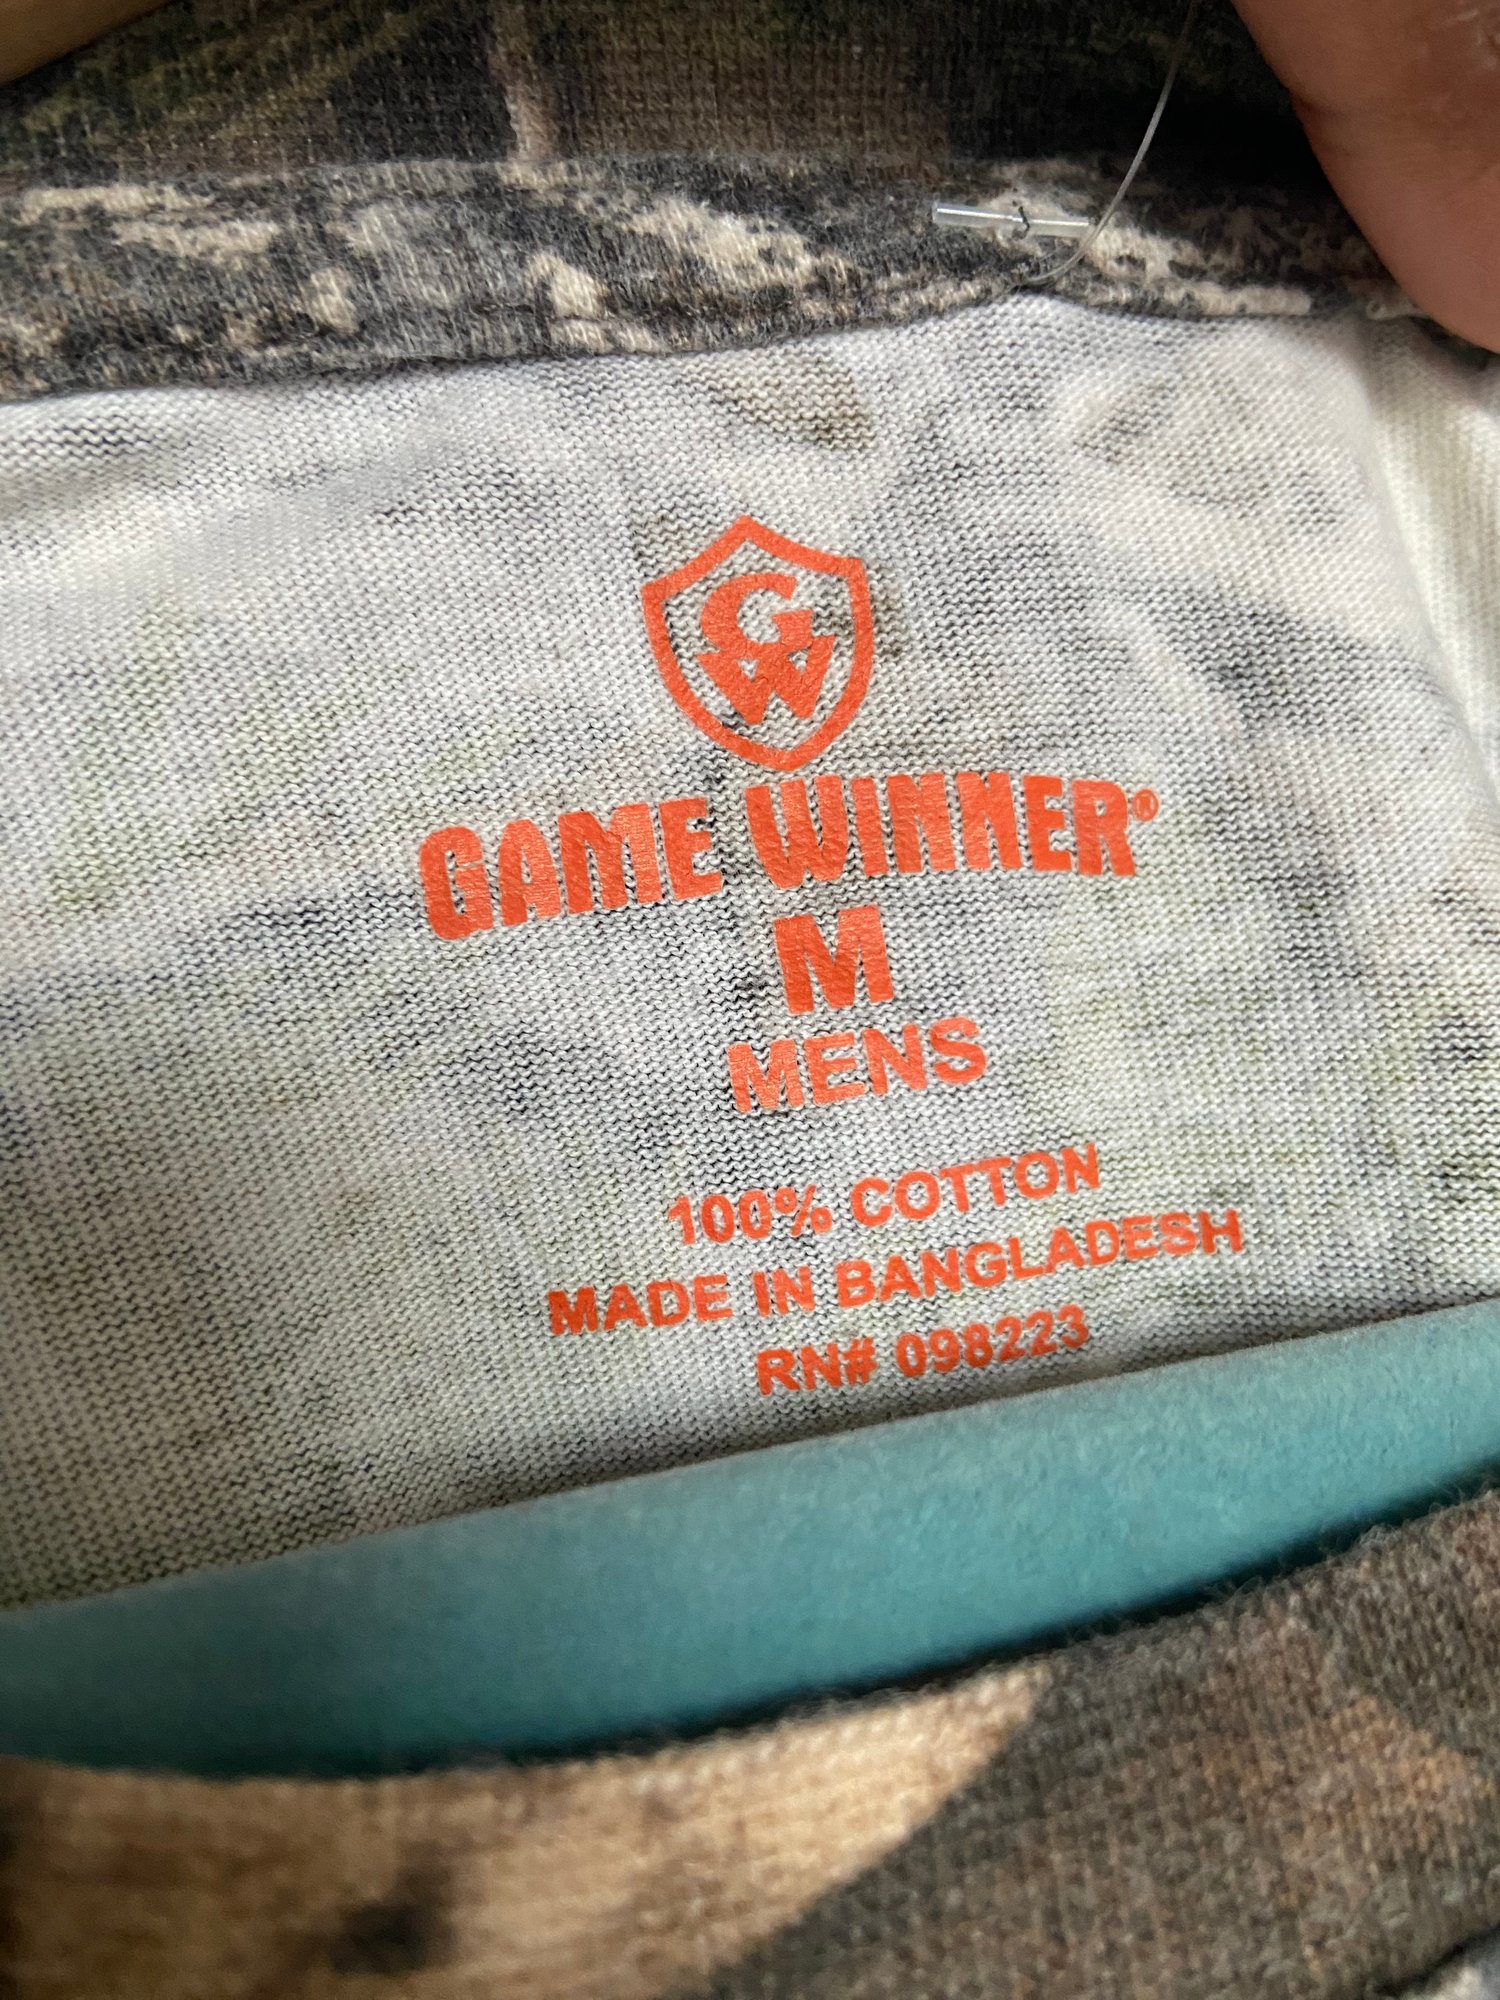 GW
GAME WINNER®
M
MENS
100% COTTON
MADE IN BANGLADESH
RN# 098223